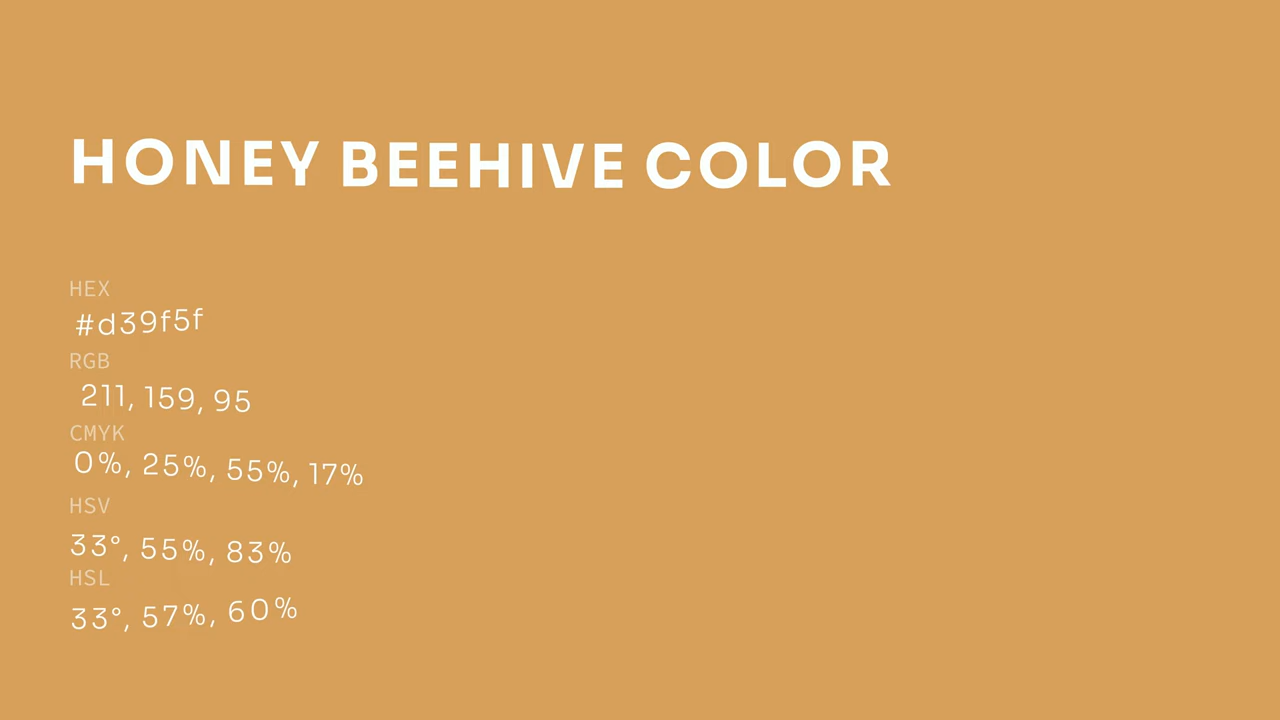 HONEY BEEHIVE COLOR
HEX
#d39f5f
RGB
211, 159, 95
CMYK
0%, 25%, 55%, 17%
HSV
33°, 55%, 83%
HSL
33°, 57%, 60%